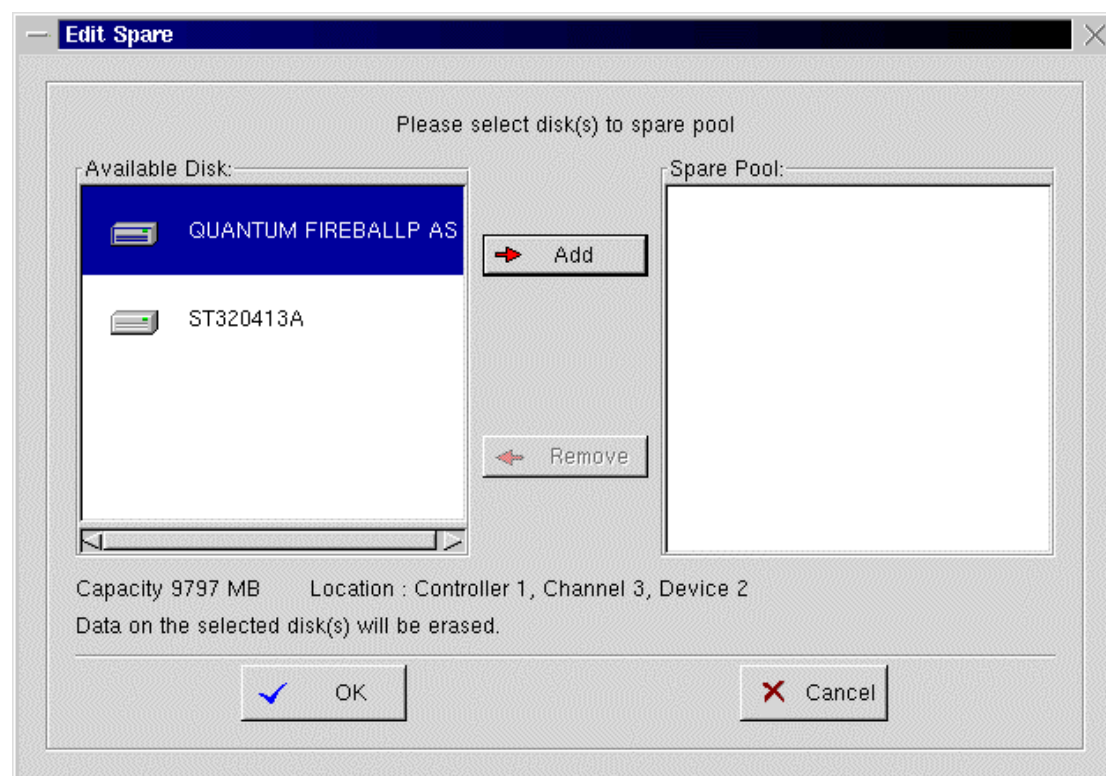 Edit Spare
Please select disk(s) to spare pool
Available Disk:
Spare Pool:
QUANTUM FIREBALLP AS
Add
ST320413A
Remove
Capacity 9797 MB Location : Controller 1, Channel 3, Device 2
Data on the selected disk(s) will be erased.
OK
Cancel